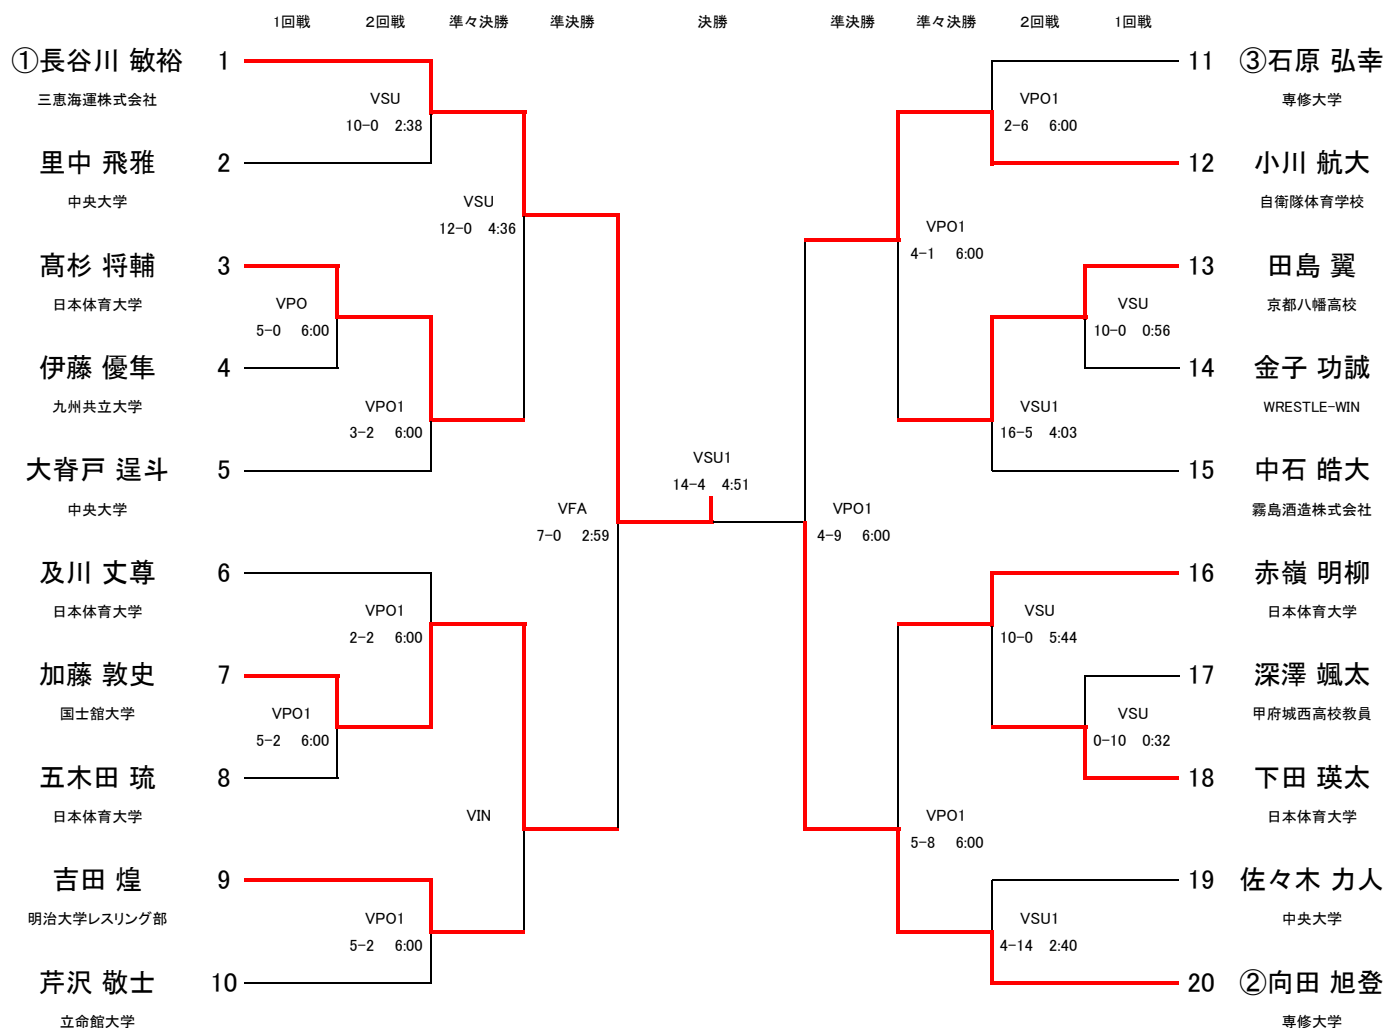 1回戦 2回戦 準々決勝 準決勝 決勝 準決勝 準々決勝 2回戦 1回戦
①長谷川 敏裕 1
三恵海運株式会社
VSU
10-0 2:38
里中 飛雅 2
中央大学
VSU
12-0 4:36
髙杉 将輔 3
日本体育大学
VPO
5-0 6:00
伊藤 優隼 4
九州共立大学
VPO1
3-2 6:00
大脊戸 逞斗 5
中央大学
VFA
7-0 2:59
及川 丈尊 6
日本体育大学
VPO1
2-2 6:00
加藤 敦史 7
国士舘大学
VPO1
5-2 6:00
五木田 琉 8
日本体育大学
VIN
吉田 煌 9
明治大学レスリング部
VPO1
5-2 6:00
芹沢 敬士 10
立命館大学
VSU1
14-4 4:51
11 ③石原 弘幸
専修大学
VPO1
2-6 6:00
12 小川 航大
自衛隊体育学校
VPO1
4-1 6:00
13 田島 翼
京都八幡高校
VSU
10-0 0:56
14 金子 功誠
WRESTLE-WIN
VSU1
16-5 4:03
15 中石 皓大
霧島酒造株式会社
VPO1
4-9 6:00
16 赤嶺 明柳
日本体育大学
VSU
10-0 5:44
17 深澤 颯太
甲府城西高校教員
VSU
0-10 0:32
18 下田 瑛太
日本体育大学
VPO1
5-8 6:00
19 佐々木 力人
中央大学
VSU1
4-14 2:40
20 ②向田 旭登
専修大学